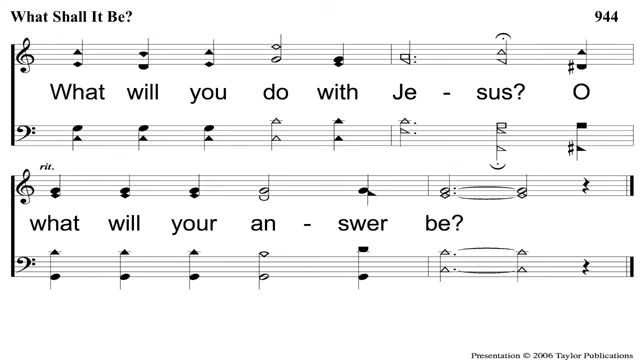 What Shall It Be? 944
What will you do with Je - sus? O
rit.
what will your an - swer be?
Presentation © 2006 Taylor Publications